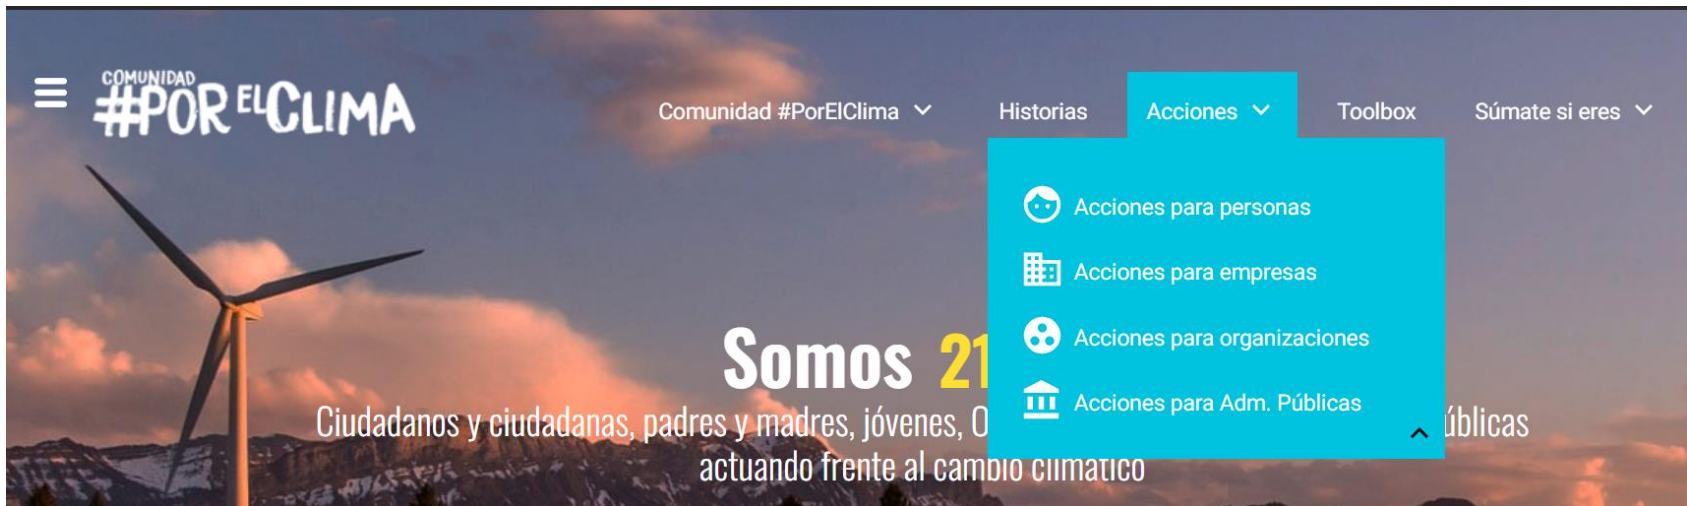 COMUNIDAD
#POR EL CLIMA
Comunidad #PorElClima
Historias
Acciones
Toolbox
Súmate si eres
Acciones para personas
Acciones para empresas
Acciones para organizaciones
Acciones para Adm. Públicas
Somos 21
Ciudadanos y ciudadanas, padres y madres, jóvenes, O
úblicas
actuando frente al cambio climático